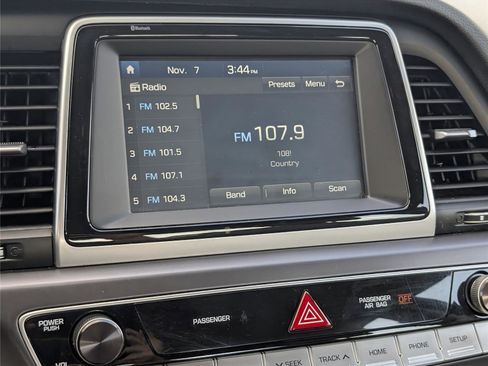 Bluetooth
Nov. 7 3:44PM
Radio Presets Menu
1 FM 102.5
2 FM 104.7
3 FM 101.5
4 FM 107.1
5 FM 104.3
FM 107.9
108!
Country
Band Info Scan
POWER PUSH
PASSENGER
PASSENGER AIR BAG OFF
VOL
SEEK TRACK HOME PHONE SETUP